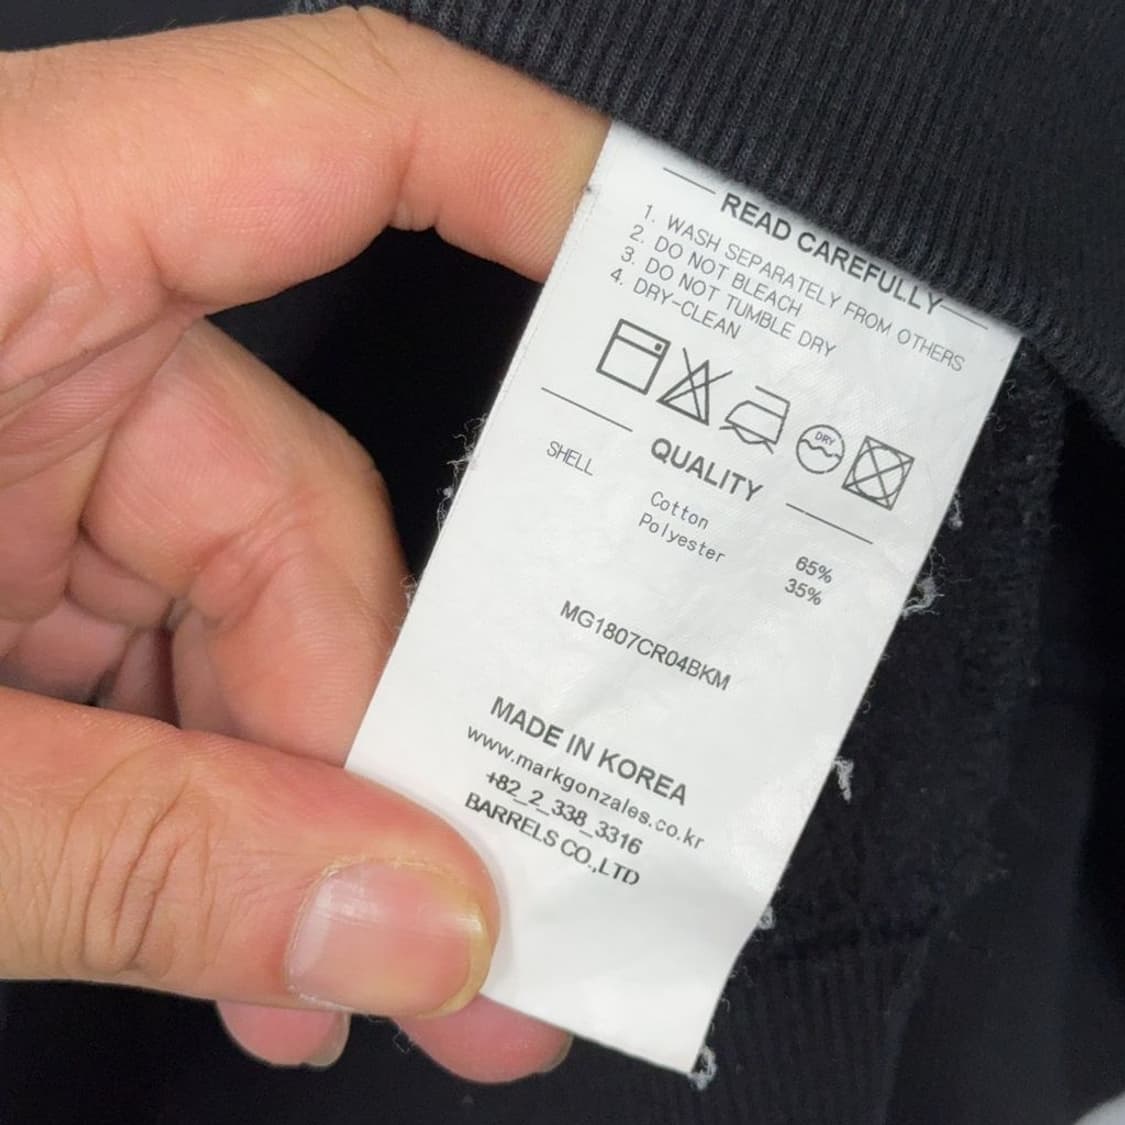 READ CAREFULLY
1. WASH SEPARATELY FROM OTHERS
2. DO NOT BLEACH
3. DO NOT TUMBLE DRY
4. DRY-CLEAN
DRY
QUALITY
SHELL
Cotton 65%
Polyester 35%
MG1807CR04BKM
MADE IN KOREA
www.markgonzales.co.kr
+82_2_338_3316
BARRELS CO.,LTD